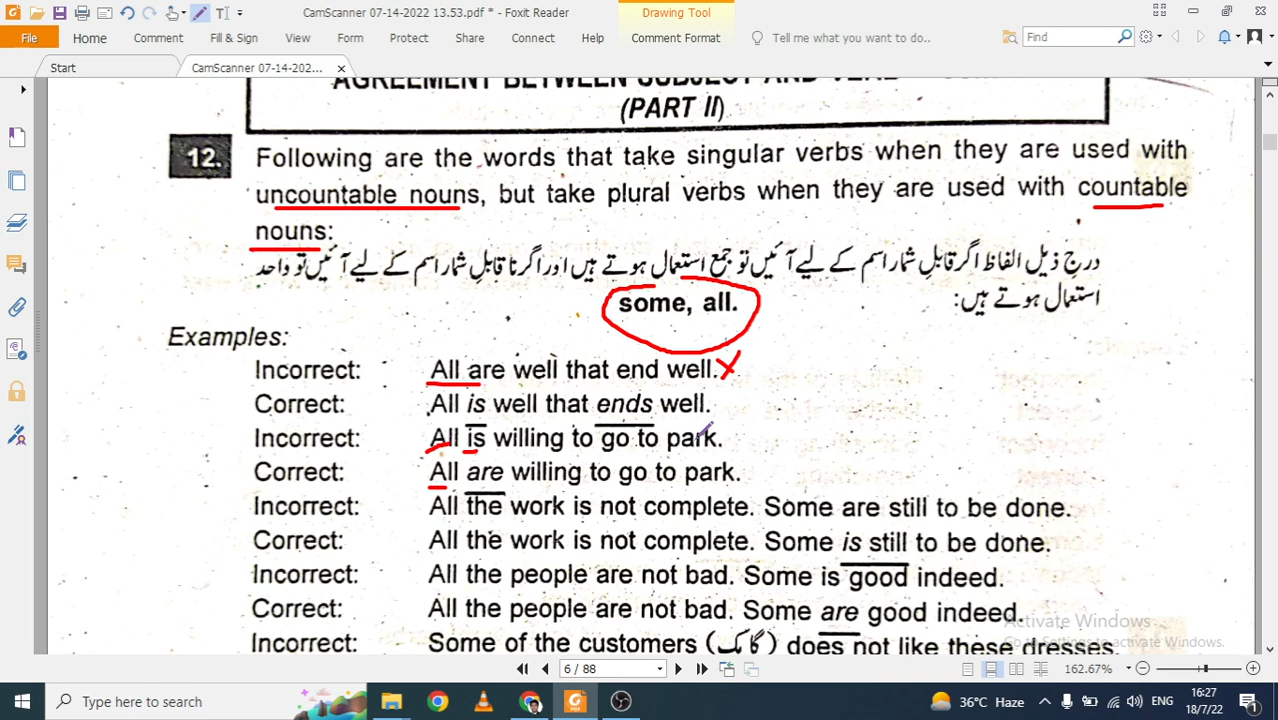 CamScanner 07-14-2022 13.53.pdf * - Foxit Reader
Drawing Tool
File Home Comment Fill & Sign View Form Protect Share Connect Help Comment Format Tell me what you want to do.. Find
Start CamScanner 07-14-202...
AGREEMENT BETWEEN SUBJECT AND VERB
(PART II)
12. Following are the words that take singular verbs when they are used with
uncountable nouns, but take plural verbs when they are used with countable
nouns:
درج ذیل الفاظ اگر قابلِ شمار اسم کے لیے آئیں تو جمع استعمال ہوتے ہیں اور اگر نا قابلِ شمار اسم کے لیے آئیں تو واحد
استعمال ہوتے ہیں:
some, all.
Examples:
Incorrect: All are well that end well.
Correct: All is well that ends well.
Incorrect: All is willing to go to park.
Correct: All are willing to go to park.
Incorrect: All the work is not complete. Some are still to be done.
Correct: All the work is not complete. Some is still to be done.
Incorrect: All the people are not bad. Some is good indeed.
Correct: All the people are not bad. Some are good indeed.
Incorrect: Some of the customers (گاہک) does not like these dresses.
Activate Windows
Go to Settings to activate Windows.
6 / 88 162.67%
Type here to search 36°C Haze ENG 16:27
18/7/22